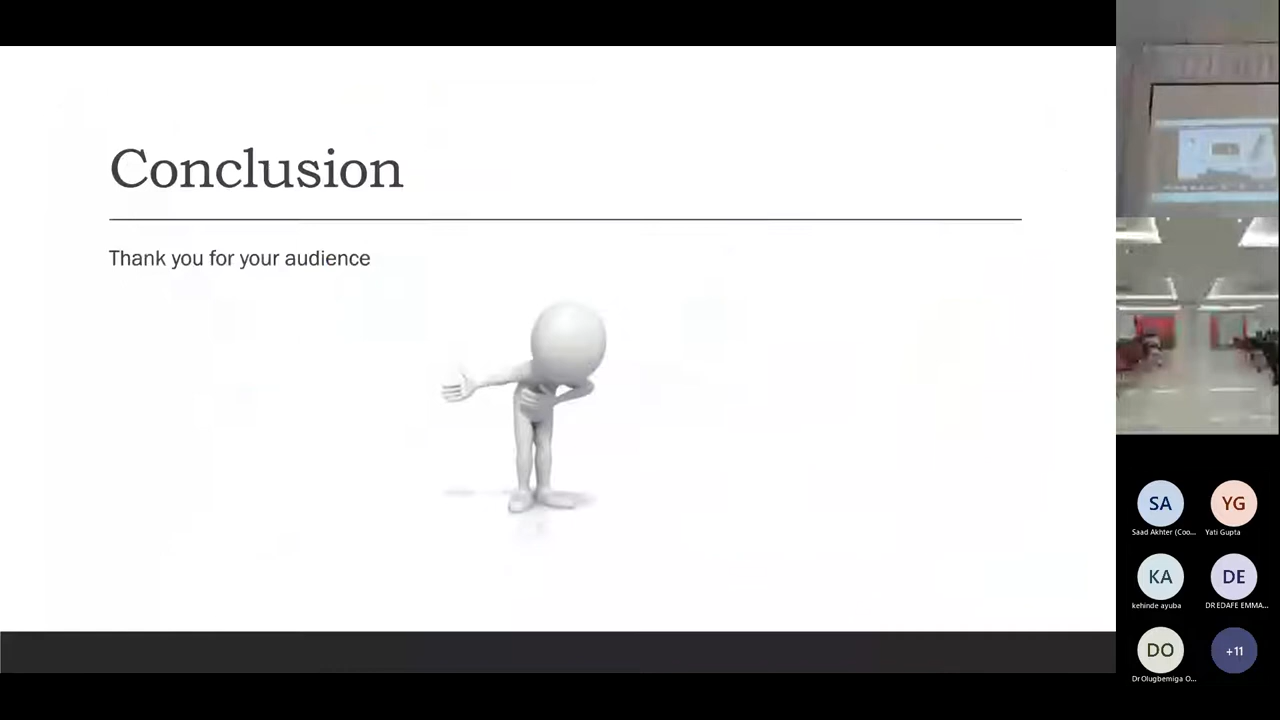 Conclusion
Thank you for your audience
SA
YG
Saad Akhter (Coo...
Yati Gupta
KA
DE
kehinde ayuba
DR EDAFE EMMA...
DO
+11
Dr Olugbemiga O...